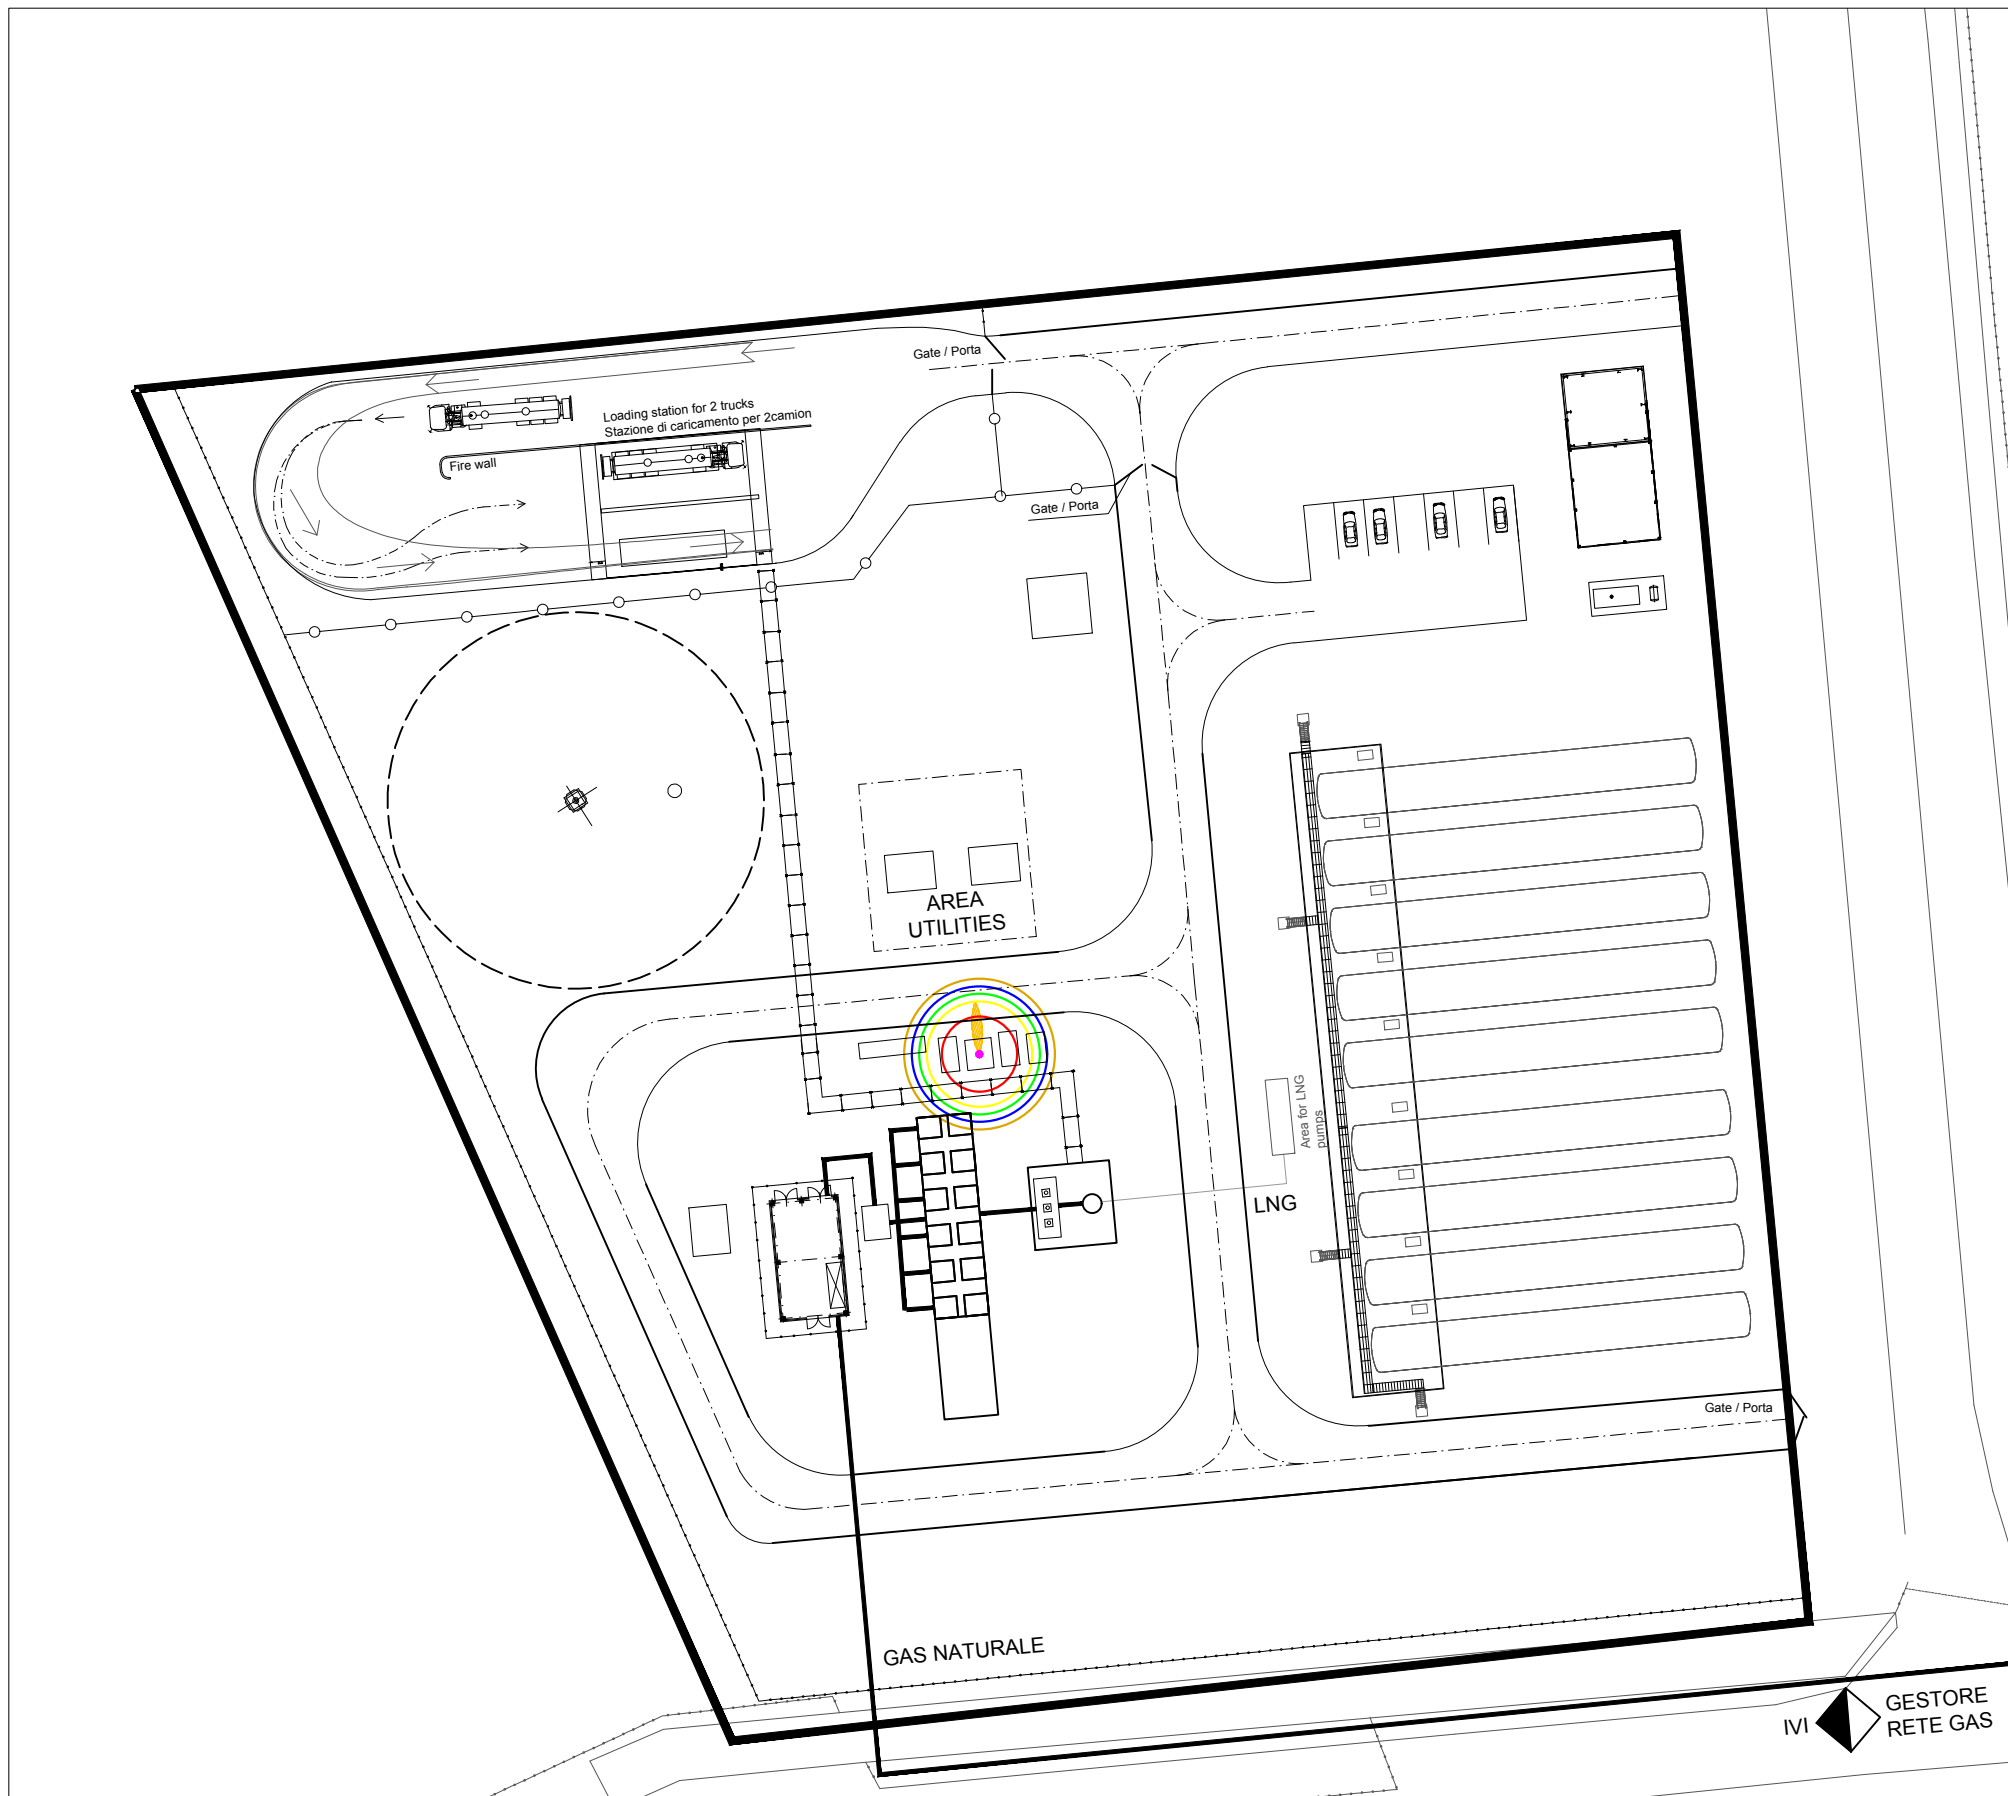 Gate / Porta
Loading station for 2 trucks
Stazione di caricamento per 2camion
Fire wall
Gate / Porta
AREA
UTILITIES
Area for LNG
pumps
LNG
Gate / Porta
GAS NATURALE
IVI
GESTORE
RETE GAS